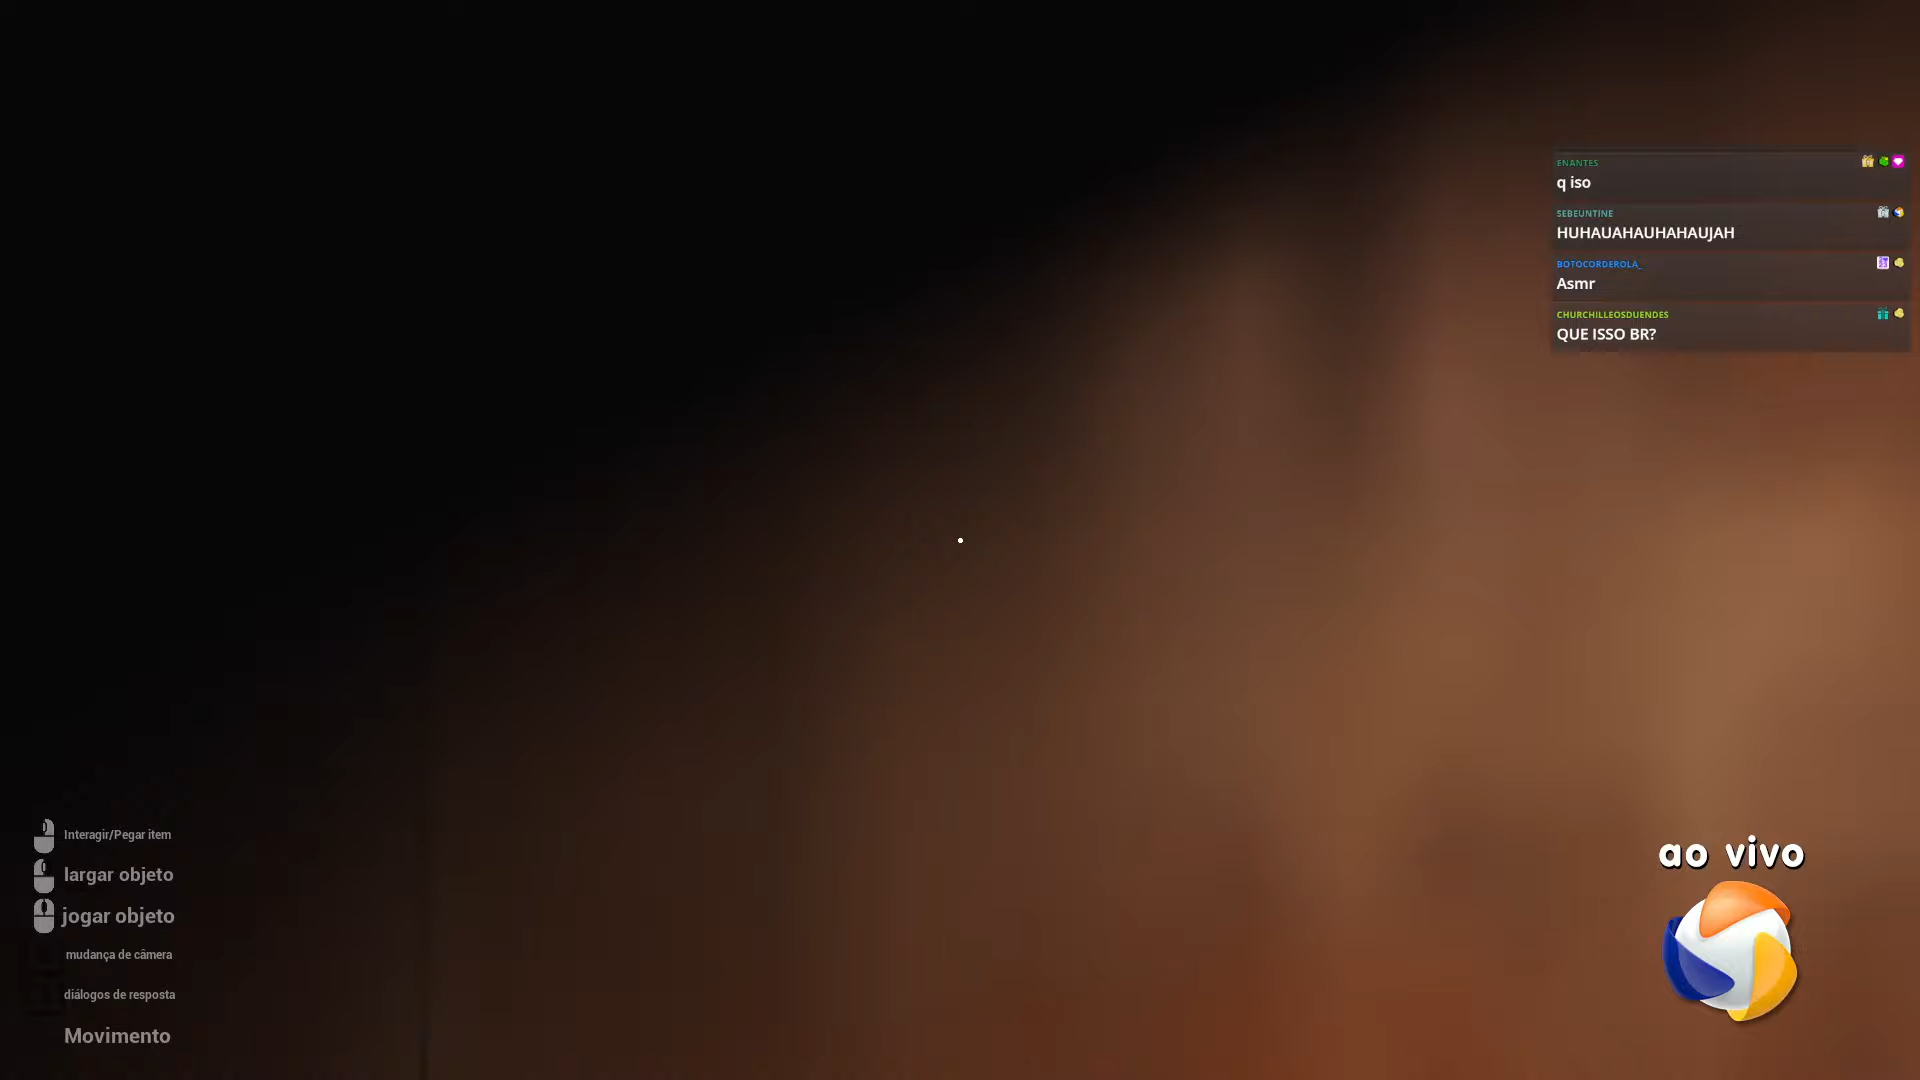 ENANTES
q iso
SEBEUNTINE
HUHAUAHAUHAHAUJAH
BOTOCORDEROLA_
Asmr
CHURCHILLEOSDUENDES
QUE ISSO BR?
Interagir/Pegar item
largar objeto
jogar objeto
mudança de câmera
diálogos de resposta
Movimento
ao vivo